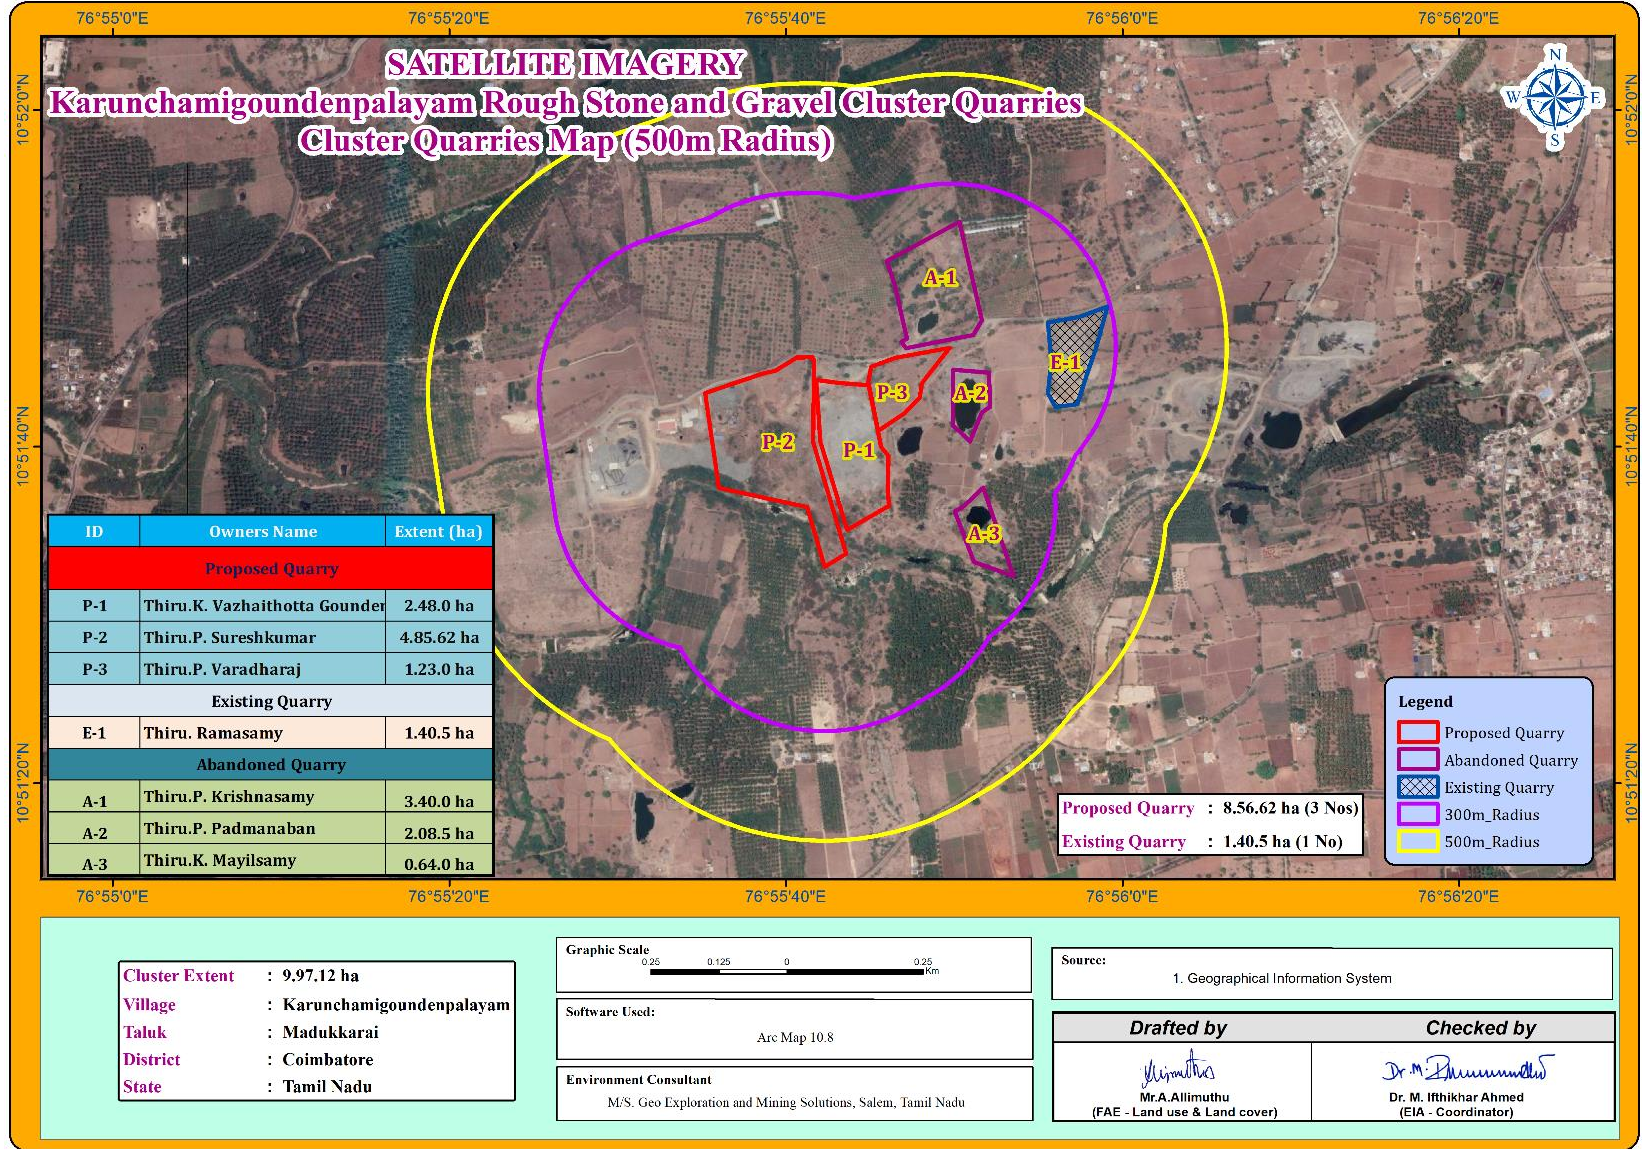 76°55'0"E 76°55'20"E 76°55'40"E 76°56'0"E 76°56'20"E
SATELLITE IMAGERY
Karunchamigoundenpalayam Rough Stone and Gravel Cluster Quarries
Cluster Quarries Map (500m Radius)
N
W E
S
10°52'0"N 10°52'0"N
A-1
E-1
P-3 A-2
P-2 P-1
10°51'40"N 10°51'40"N
A-3
ID Owners Name Extent (ha)
Proposed Quarry
P-1 Thiru.K. Vazhaithotta Gounder 2.48.0 ha
P-2 Thiru.P. Sureshkumar 4.85.62 ha
P-3 Thiru.P. Varadharaj 1.23.0 ha
Existing Quarry
E-1 Thiru. Ramasamy 1.40.5 ha
Abandoned Quarry
A-1 Thiru.P. Krishnasamy 3.40.0 ha
A-2 Thiru.P. Padmanaban 2.08.5 ha
A-3 Thiru.K. Mayilsamy 0.64.0 ha
10°51'20"N 10°51'20"N
Proposed Quarry : 8.56.62 ha (3 Nos)
Existing Quarry : 1.40.5 ha (1 No)
Legend
Proposed Quarry
Abandoned Quarry
Existing Quarry
300m_Radius
500m_Radius
76°55'0"E 76°55'20"E 76°55'40"E 76°56'0"E 76°56'20"E
Cluster Extent : 9.97.12 ha
Village : Karunchamigoundenpalayam
Taluk : Madukkarai
District : Coimbatore
State : Tamil Nadu
Graphic Scale
0.25 0.125 0 0.25
Km
Software Used:
Arc Map 10.8
Environment Consultant
M/S. Geo Exploration and Mining Solutions, Salem, Tamil Nadu
Source:
1. Geographical Information System
Drafted by Checked by
Dr. M.
Mr.A.Allimuthu Dr. M. Ifthikhar Ahmed
(FAE - Land use & Land cover) (EIA - Coordinator)